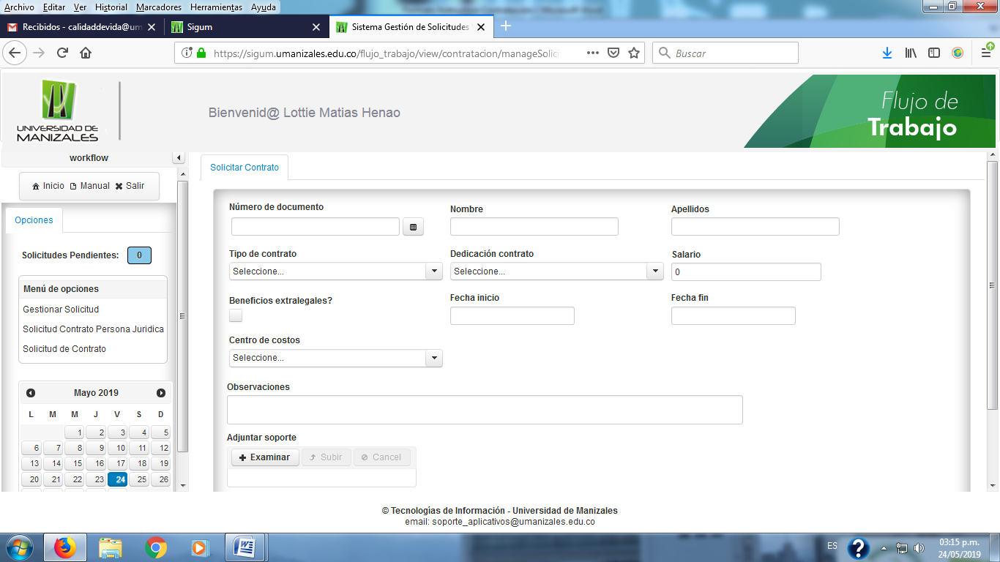 Archivo Editar Ver Historial Marcadores Herramientas Ayuda
Recibidos - calidaddevida@um
Sigum
Sistema Gestión de Solicitudes
https://sigum.umanizales.edu.co/flujo_trabajo/view/contratacion/manageSolic
Buscar
UNIVERSIDAD DE
MANIZALES
Bienvenid@ Lottie Matias Henao
Flujo de
Trabajo
workflow
Inicio Manual Salir
Opciones
Solicitudes Pendientes: 0
Menú de opciones
Gestionar Solicitud
Solicitud Contrato Persona Juridica
Solicitud de Contrato
Mayo 2019
L M M J V S D
1 2 3 4 5
6 7 8 9 10 11 12
13 14 15 16 17 18 19
20 21 22 23 24 25 26
Solicitar Contrato
Número de documento Nombre Apellidos
Tipo de contrato Dedicación contrato Salario
Seleccione... Seleccione... 0
Beneficios extralegales? Fecha inicio Fecha fin
Centro de costos
Seleccione...
Observaciones
Adjuntar soporte
Examinar Subir Cancel
© Tecnologías de Información - Universidad de Manizales
email: soporte_aplicativos@umanizales.edu.co
ES
03:15 p.m.
24/05/2019